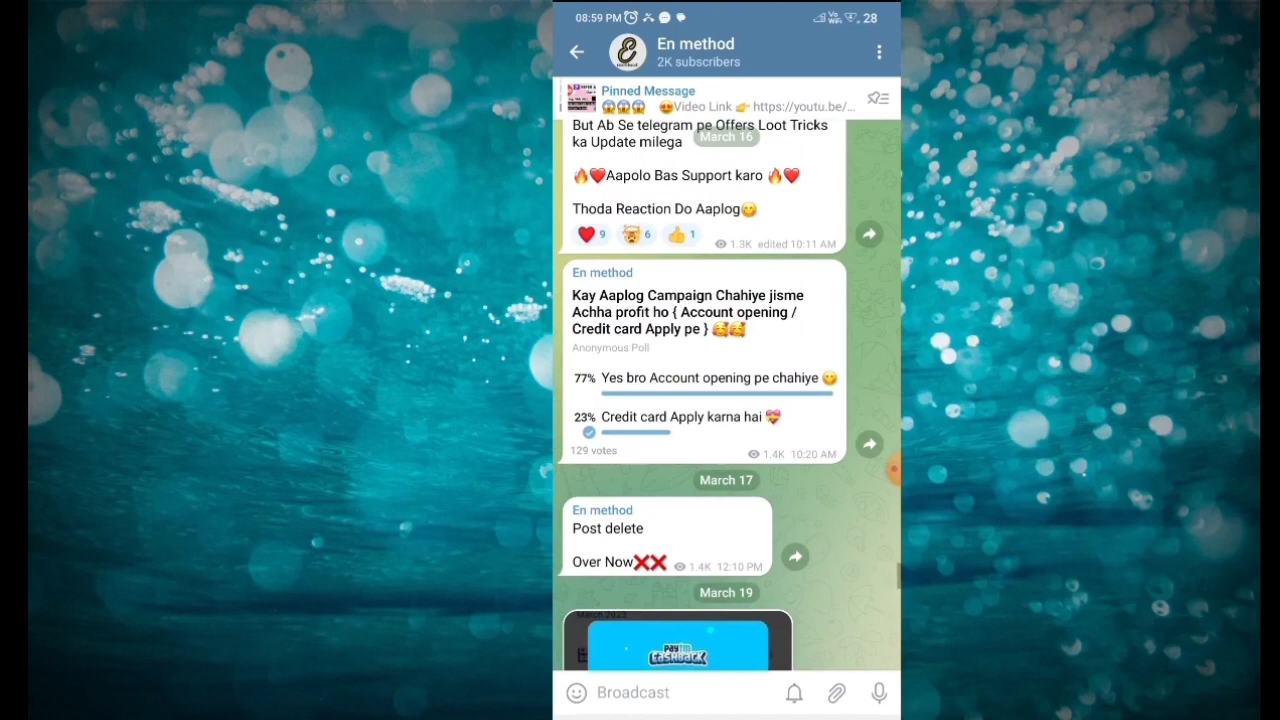 08:59 PM
Vo
WiFi
28
En method
2K subscribers
Pinned Message
😱😱😱 😍Video Link 👉 https://youtu.be/...
But Ab Se telegram pe Offers Loot Tricks
ka Update milega
March 16
🔥❤️Aapolo Bas Support karo 🔥❤️
Thoda Reaction Do Aaplog😋
❤️ 9 🤯 6 👍 1
1.3K edited 10:11 AM
En method
Kay Aaplog Campaign Chahiye jisme
Achha profit ho { Account opening /
Credit card Apply pe } 🥰🥰
Anonymous Poll
77% Yes bro Account opening pe chahiye 😋
23% Credit card Apply karna hai 💝
129 votes
1.4K 10:20 AM
March 17
En method
Post delete
Over Now❌❌ 1.4K 12:10 PM
March 19
March 2023
Paytm
CASHBACK
Broadcast